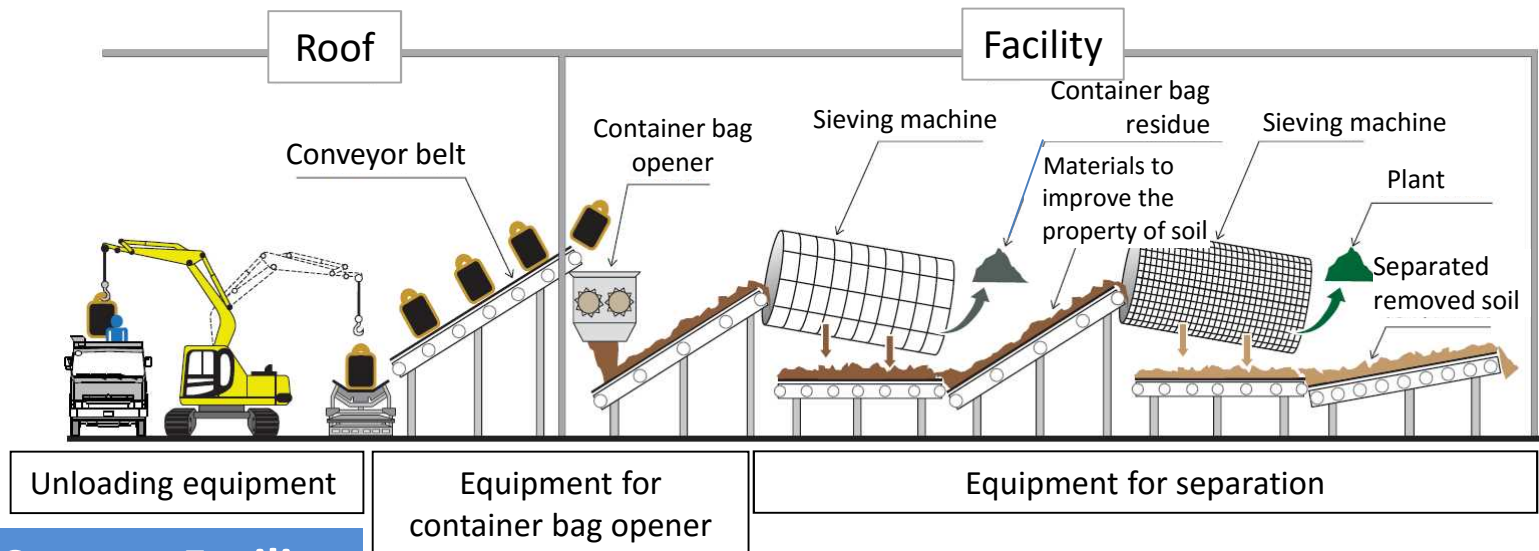 Roof
Facility
Conveyor belt
Container bag
opener
Sieving machine
Container bag
residue
Materials to
improve the
property of soil
Sieving machine
Plant
Separated
removed soil
Unloading equipment
Equipment for
container bag opener
Equipment for separation